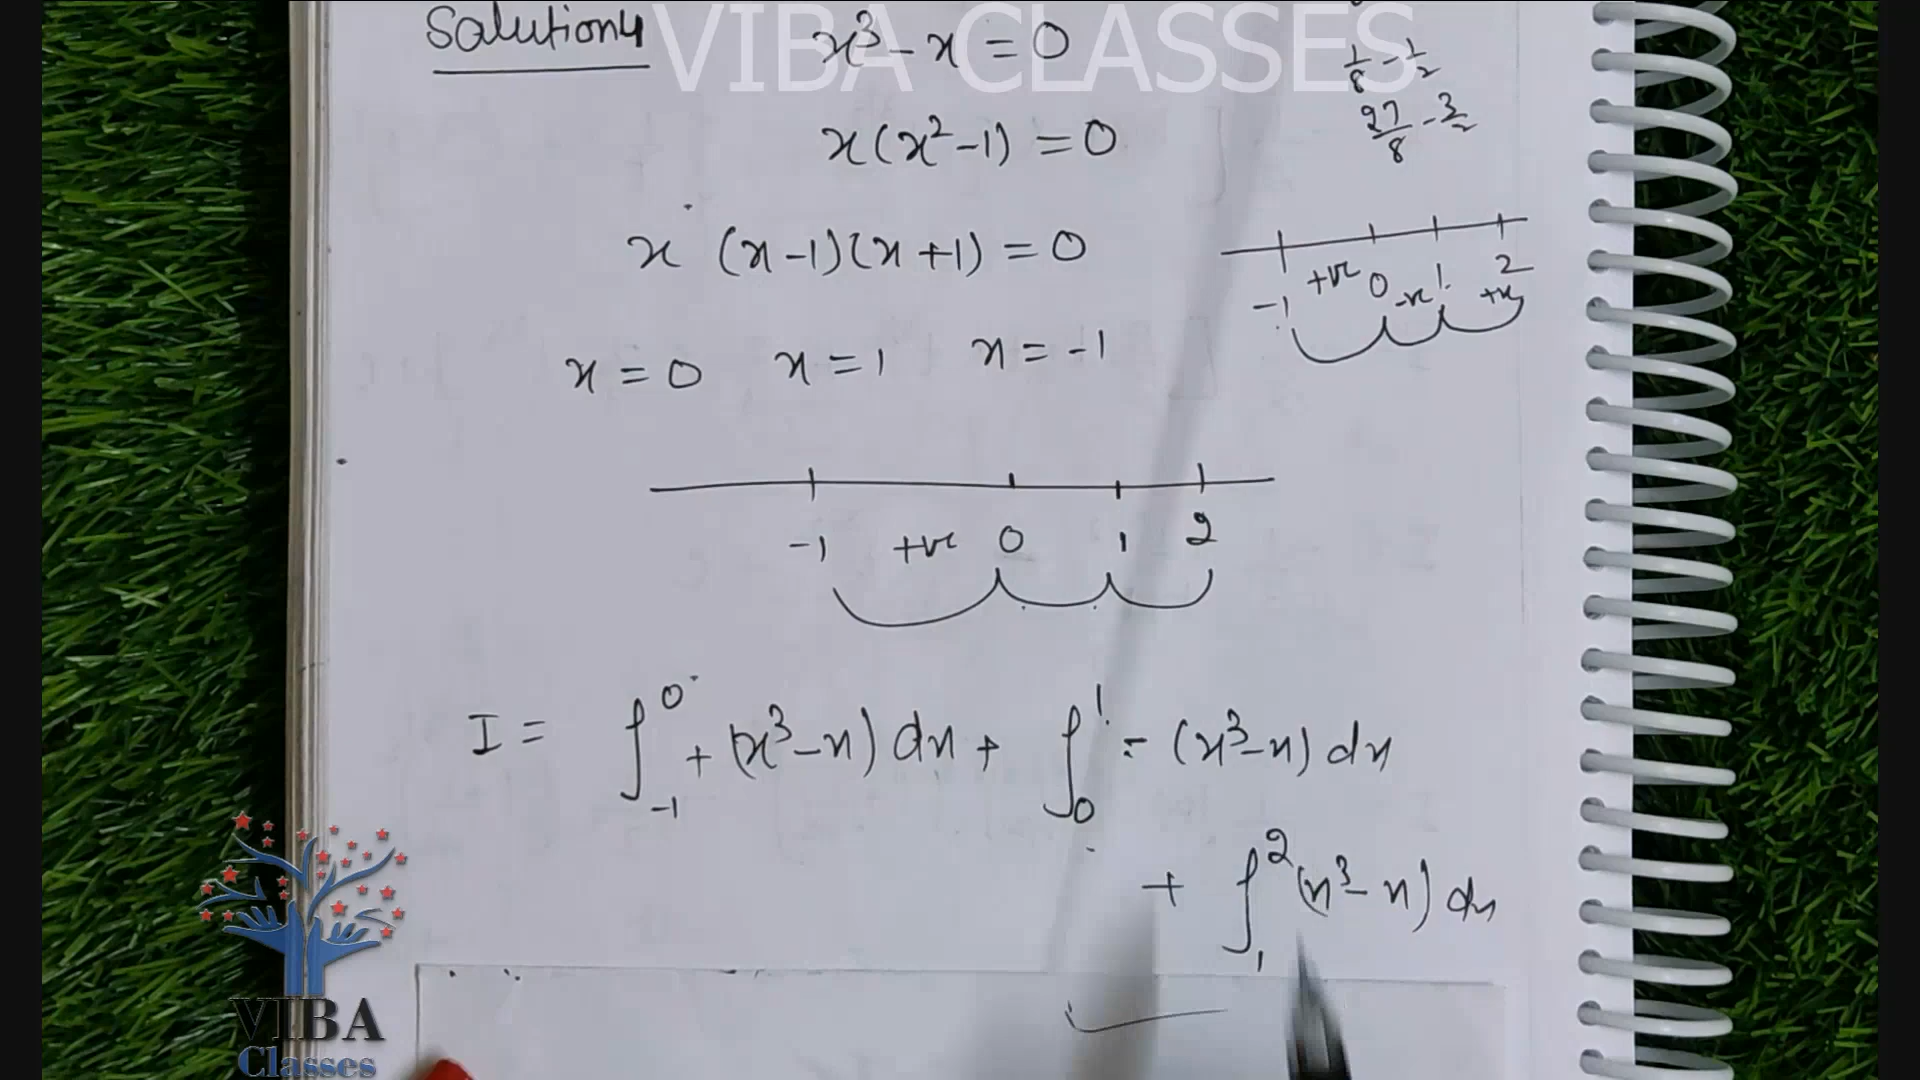 Solution
VIBA CLASSES
x³ - x = 0
1/8 - 1/2
x(x² - 1) = 0
27/8 - 3/2
x (x-1)(x+1) = 0
-1 +ve 0 -ve 1 2 +ve
x = 0 x = 1 x = -1
-1 +ve 0 1 2
I = ∫₋₁⁰ + (x³ - x) dx + ∫₀¹ - (x³ - x) dx
+ ∫₁² (x³ - x) dx
VIBA
Classes